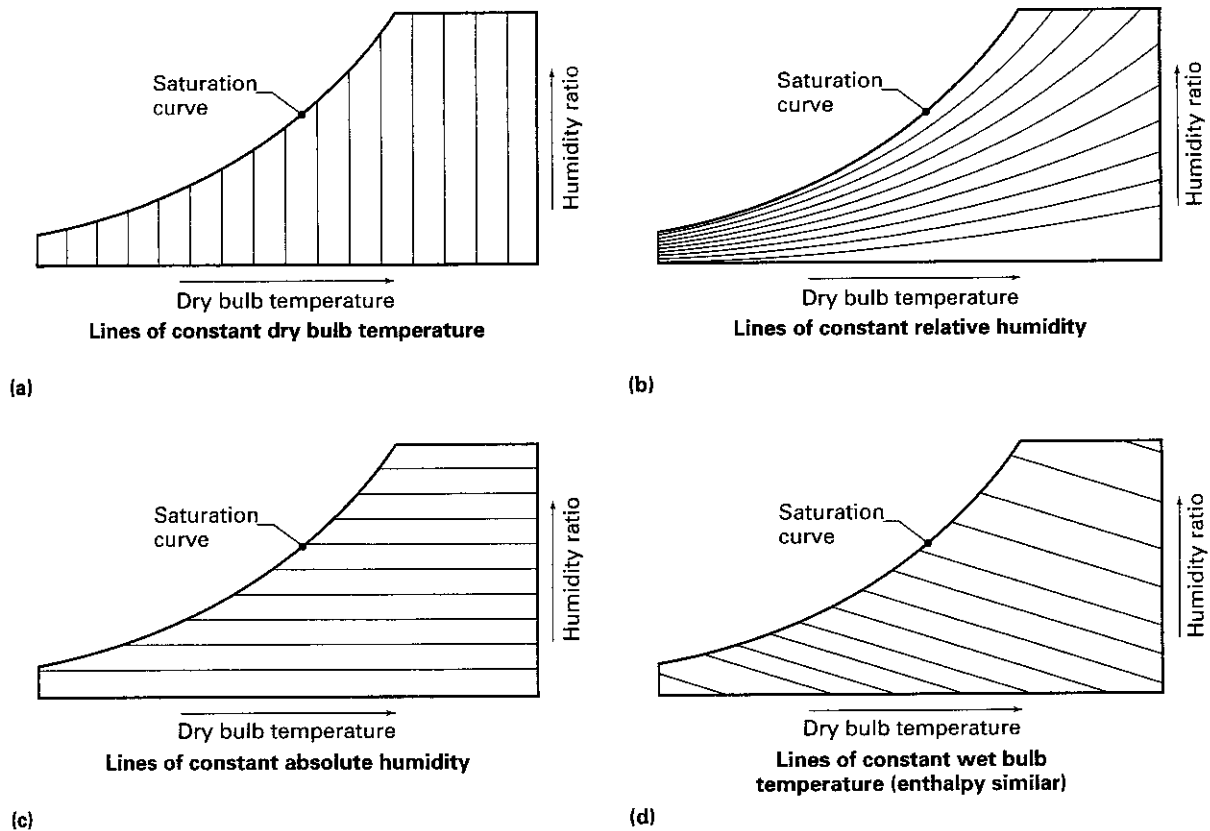 Saturation
curve
Humidity ratio
Dry bulb temperature
Lines of constant dry bulb temperature
(a)
Saturation
curve
Humidity ratio
Dry bulb temperature
Lines of constant relative humidity
(b)
Saturation
curve
Humidity ratio
Dry bulb temperature
Lines of constant absolute humidity
(c)
Saturation
curve
Humidity ratio
Dry bulb temperature
Lines of constant wet bulb
temperature (enthalpy similar)
(d)